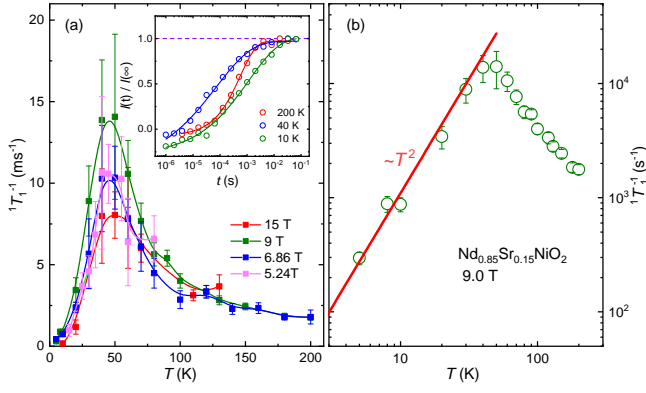 (a)
¹T₁⁻¹ (ms⁻¹)
20
15
10
5
0
0
50
100
150
200
T (K)
I(t) / I(∞)
1.0
0.5
0.0
10⁻⁶ 10⁻⁵ 10⁻⁴ 10⁻³ 10⁻² 10⁻¹
t (s)
200 K
40 K
10 K
15 T
9 T
6.86 T
5.24T
(b)
~T²
Nd₀.₈₅Sr₀.₁₅NiO₂
9.0 T
10
100
T (K)
10⁴
10³
10²
¹T₁⁻¹ (s⁻¹)